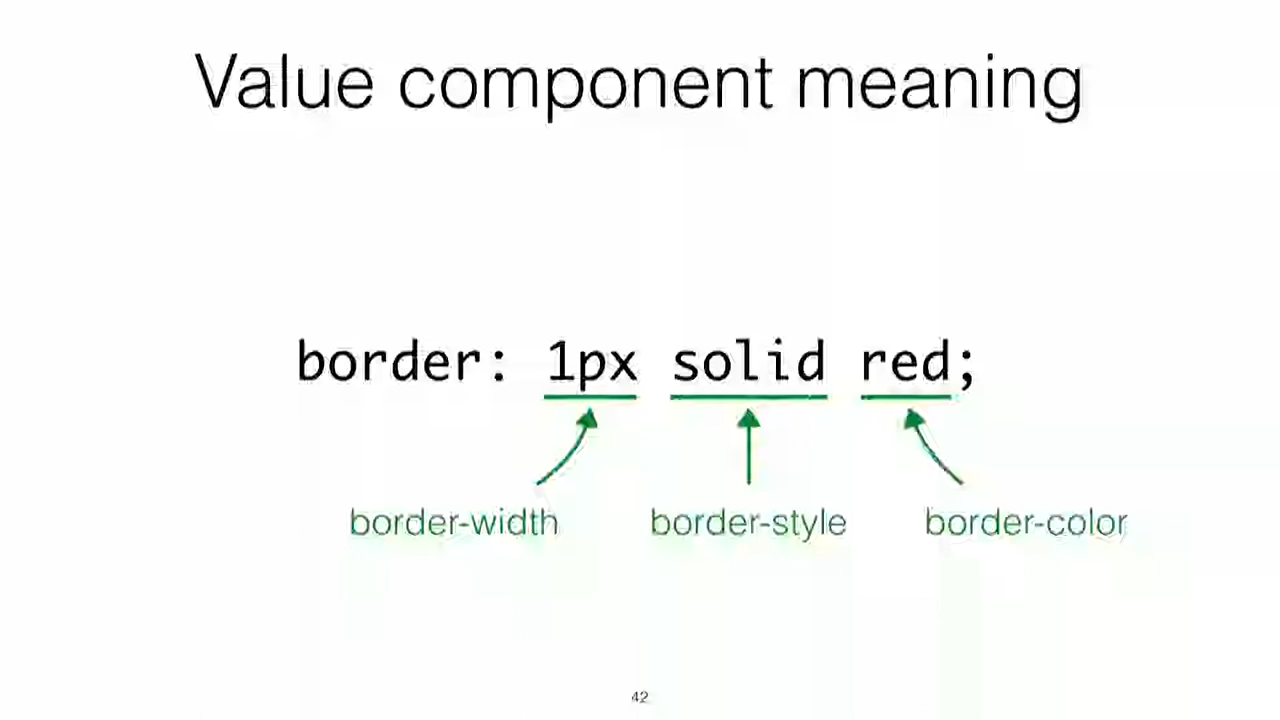 Value component meaning
border: 1px solid red;
border-width border-style border-color
42